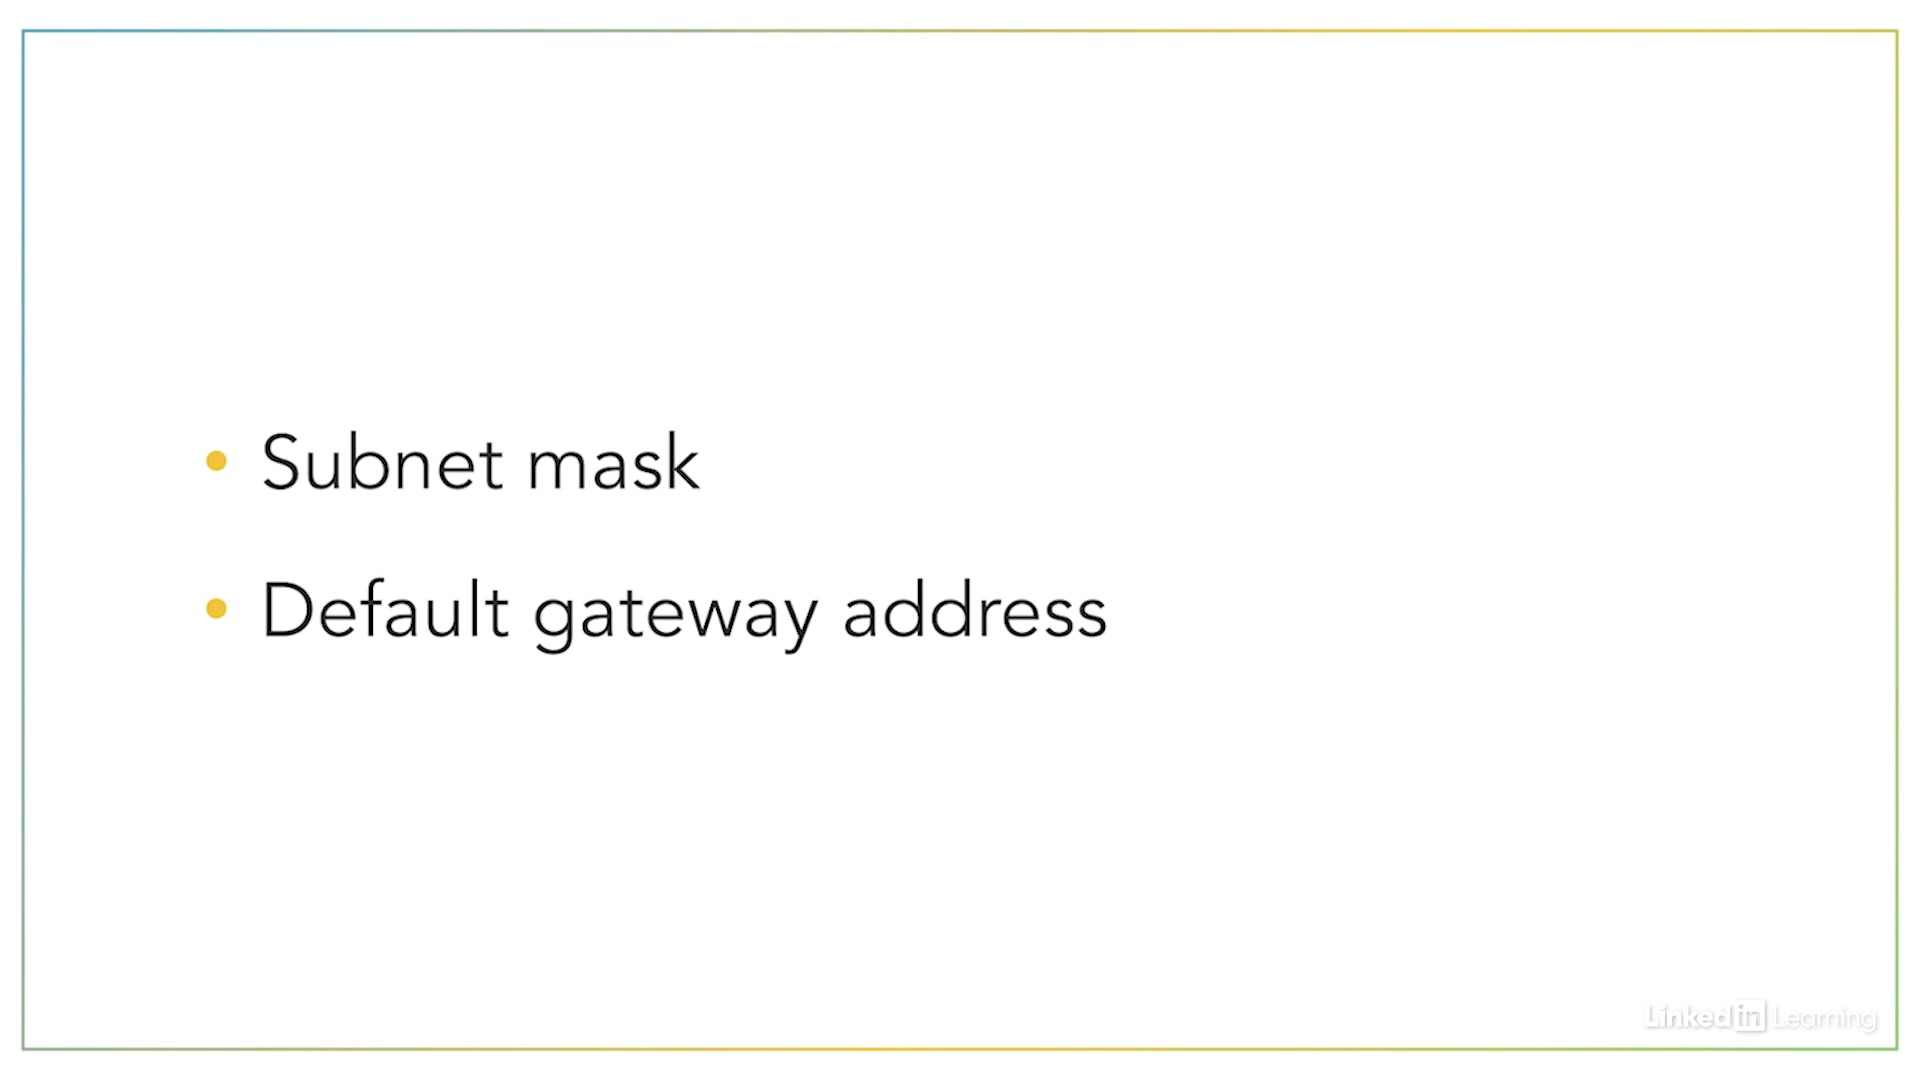 • Subnet mask
• Default gateway address
LinkedIn Learning